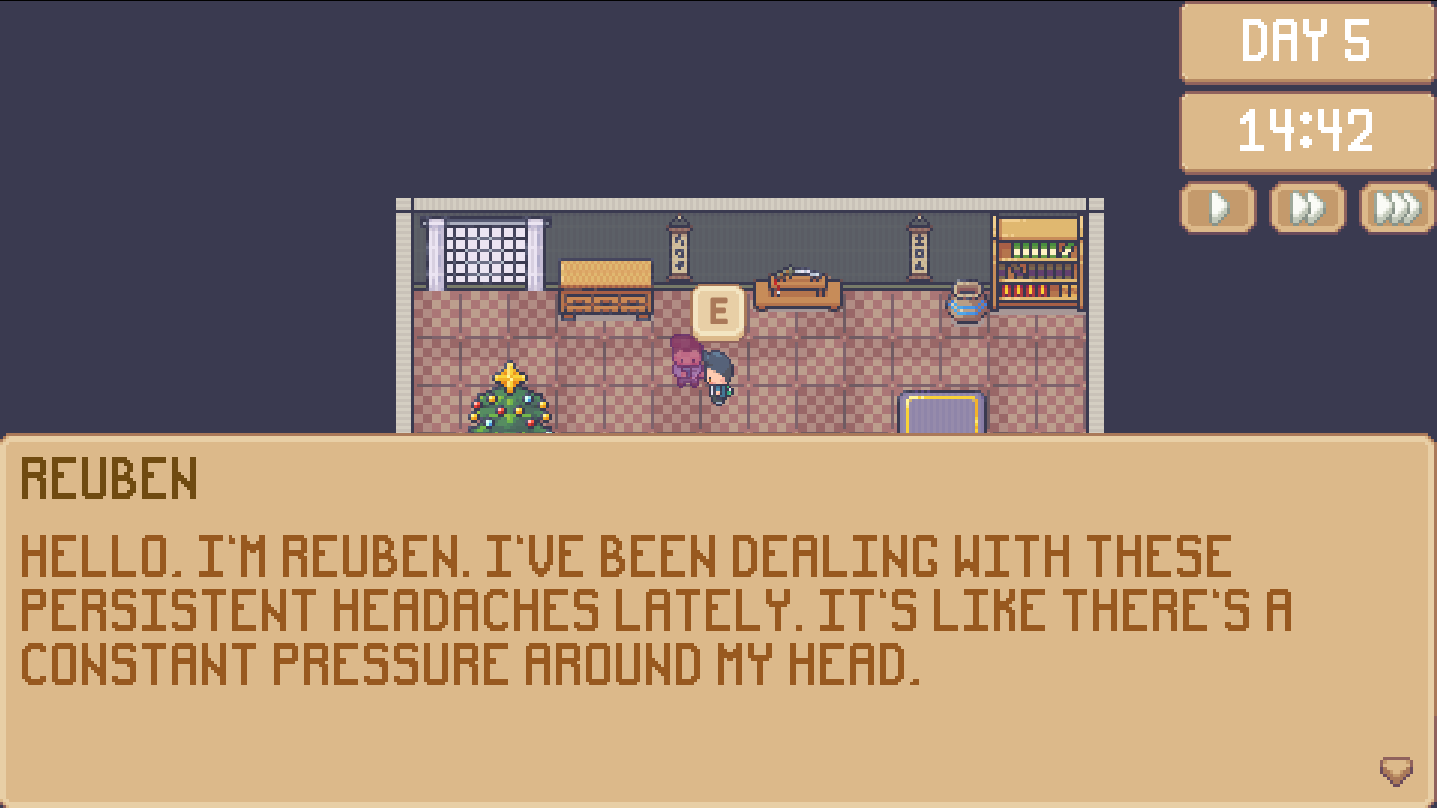 DAY 5
14:42
E
REUBEN
HELLO, I'M REUBEN. I'VE BEEN DEALING WITH THESE
PERSISTENT HEADACHES LATELY. IT'S LIKE THERE'S A
CONSTANT PRESSURE AROUND MY HEAD.